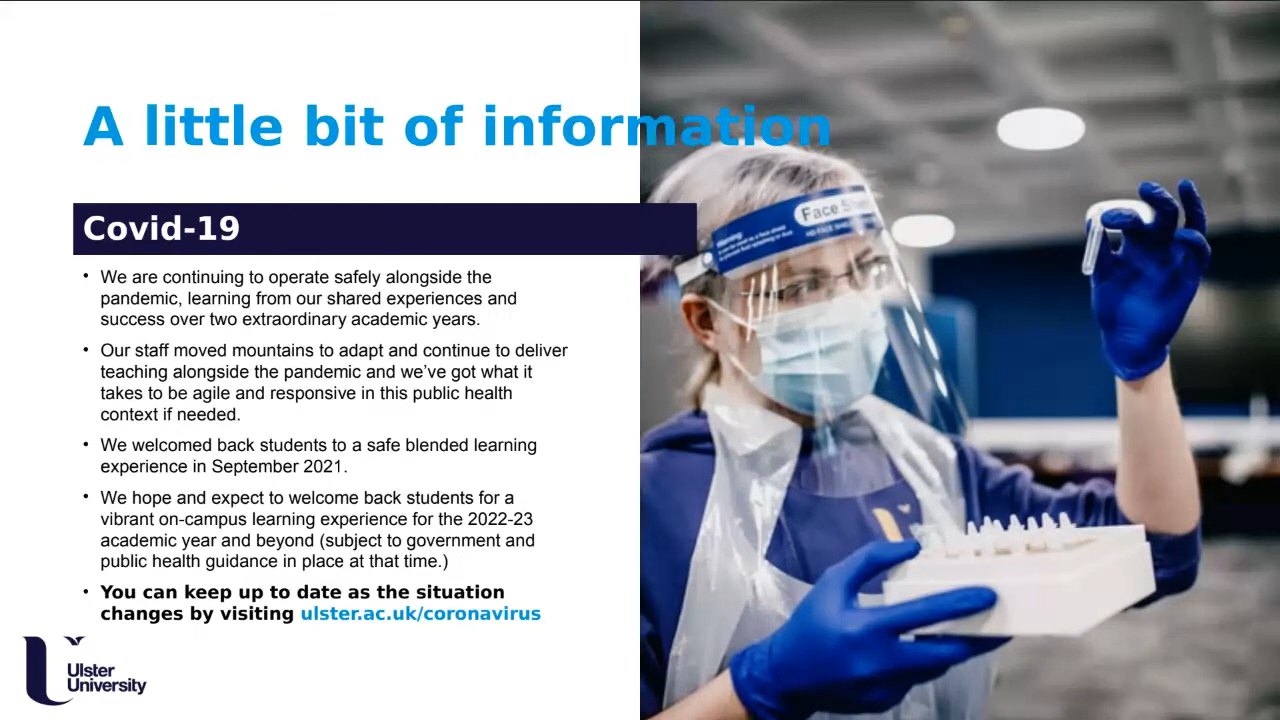 A little bit of information
Covid-19
• We are continuing to operate safely alongside the
pandemic, learning from our shared experiences and
success over two extraordinary academic years.
• Our staff moved mountains to adapt and continue to deliver
teaching alongside the pandemic and we’ve got what it
takes to be agile and responsive in this public health
context if needed.
• We welcomed back students to a safe blended learning
experience in September 2021.
• We hope and expect to welcome back students for a
vibrant on-campus learning experience for the 2022-23
academic year and beyond (subject to government and
public health guidance in place at that time.)
• You can keep up to date as the situation
changes by visiting ulster.ac.uk/coronavirus
Ulster
University
Face
Warning: